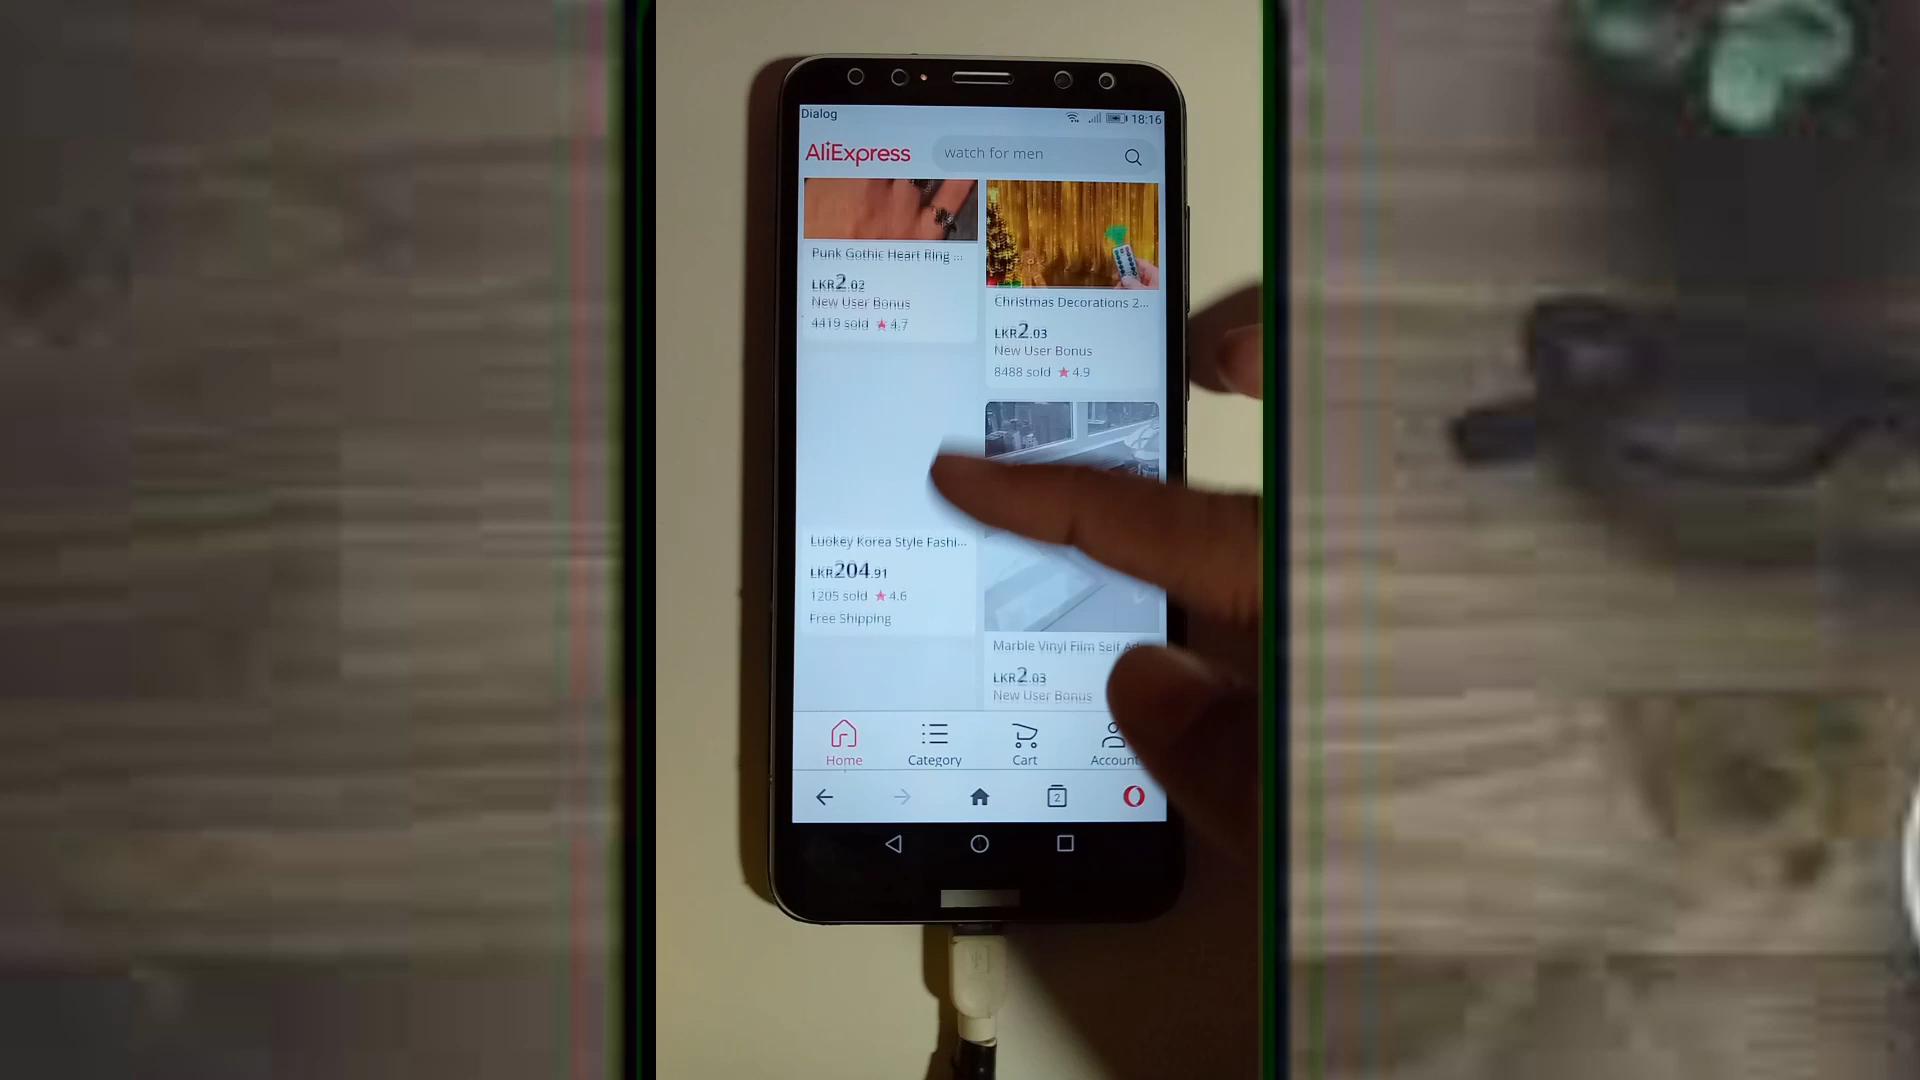 Dialog
18:16
AliExpress
watch for men
Punk Gothic Heart Ring ...
LKR2.02
New User Bonus
4419 sold ★4.7
Christmas Decorations 2...
LKR2.03
New User Bonus
8488 sold ★4.9
Luokey Korea Style Fashi...
LKR204.91
1205 sold ★4.6
Free Shipping
Marble Vinyl Film Self Ad
LKR2.03
New User Bonus
Home
Category
Cart
Account
2